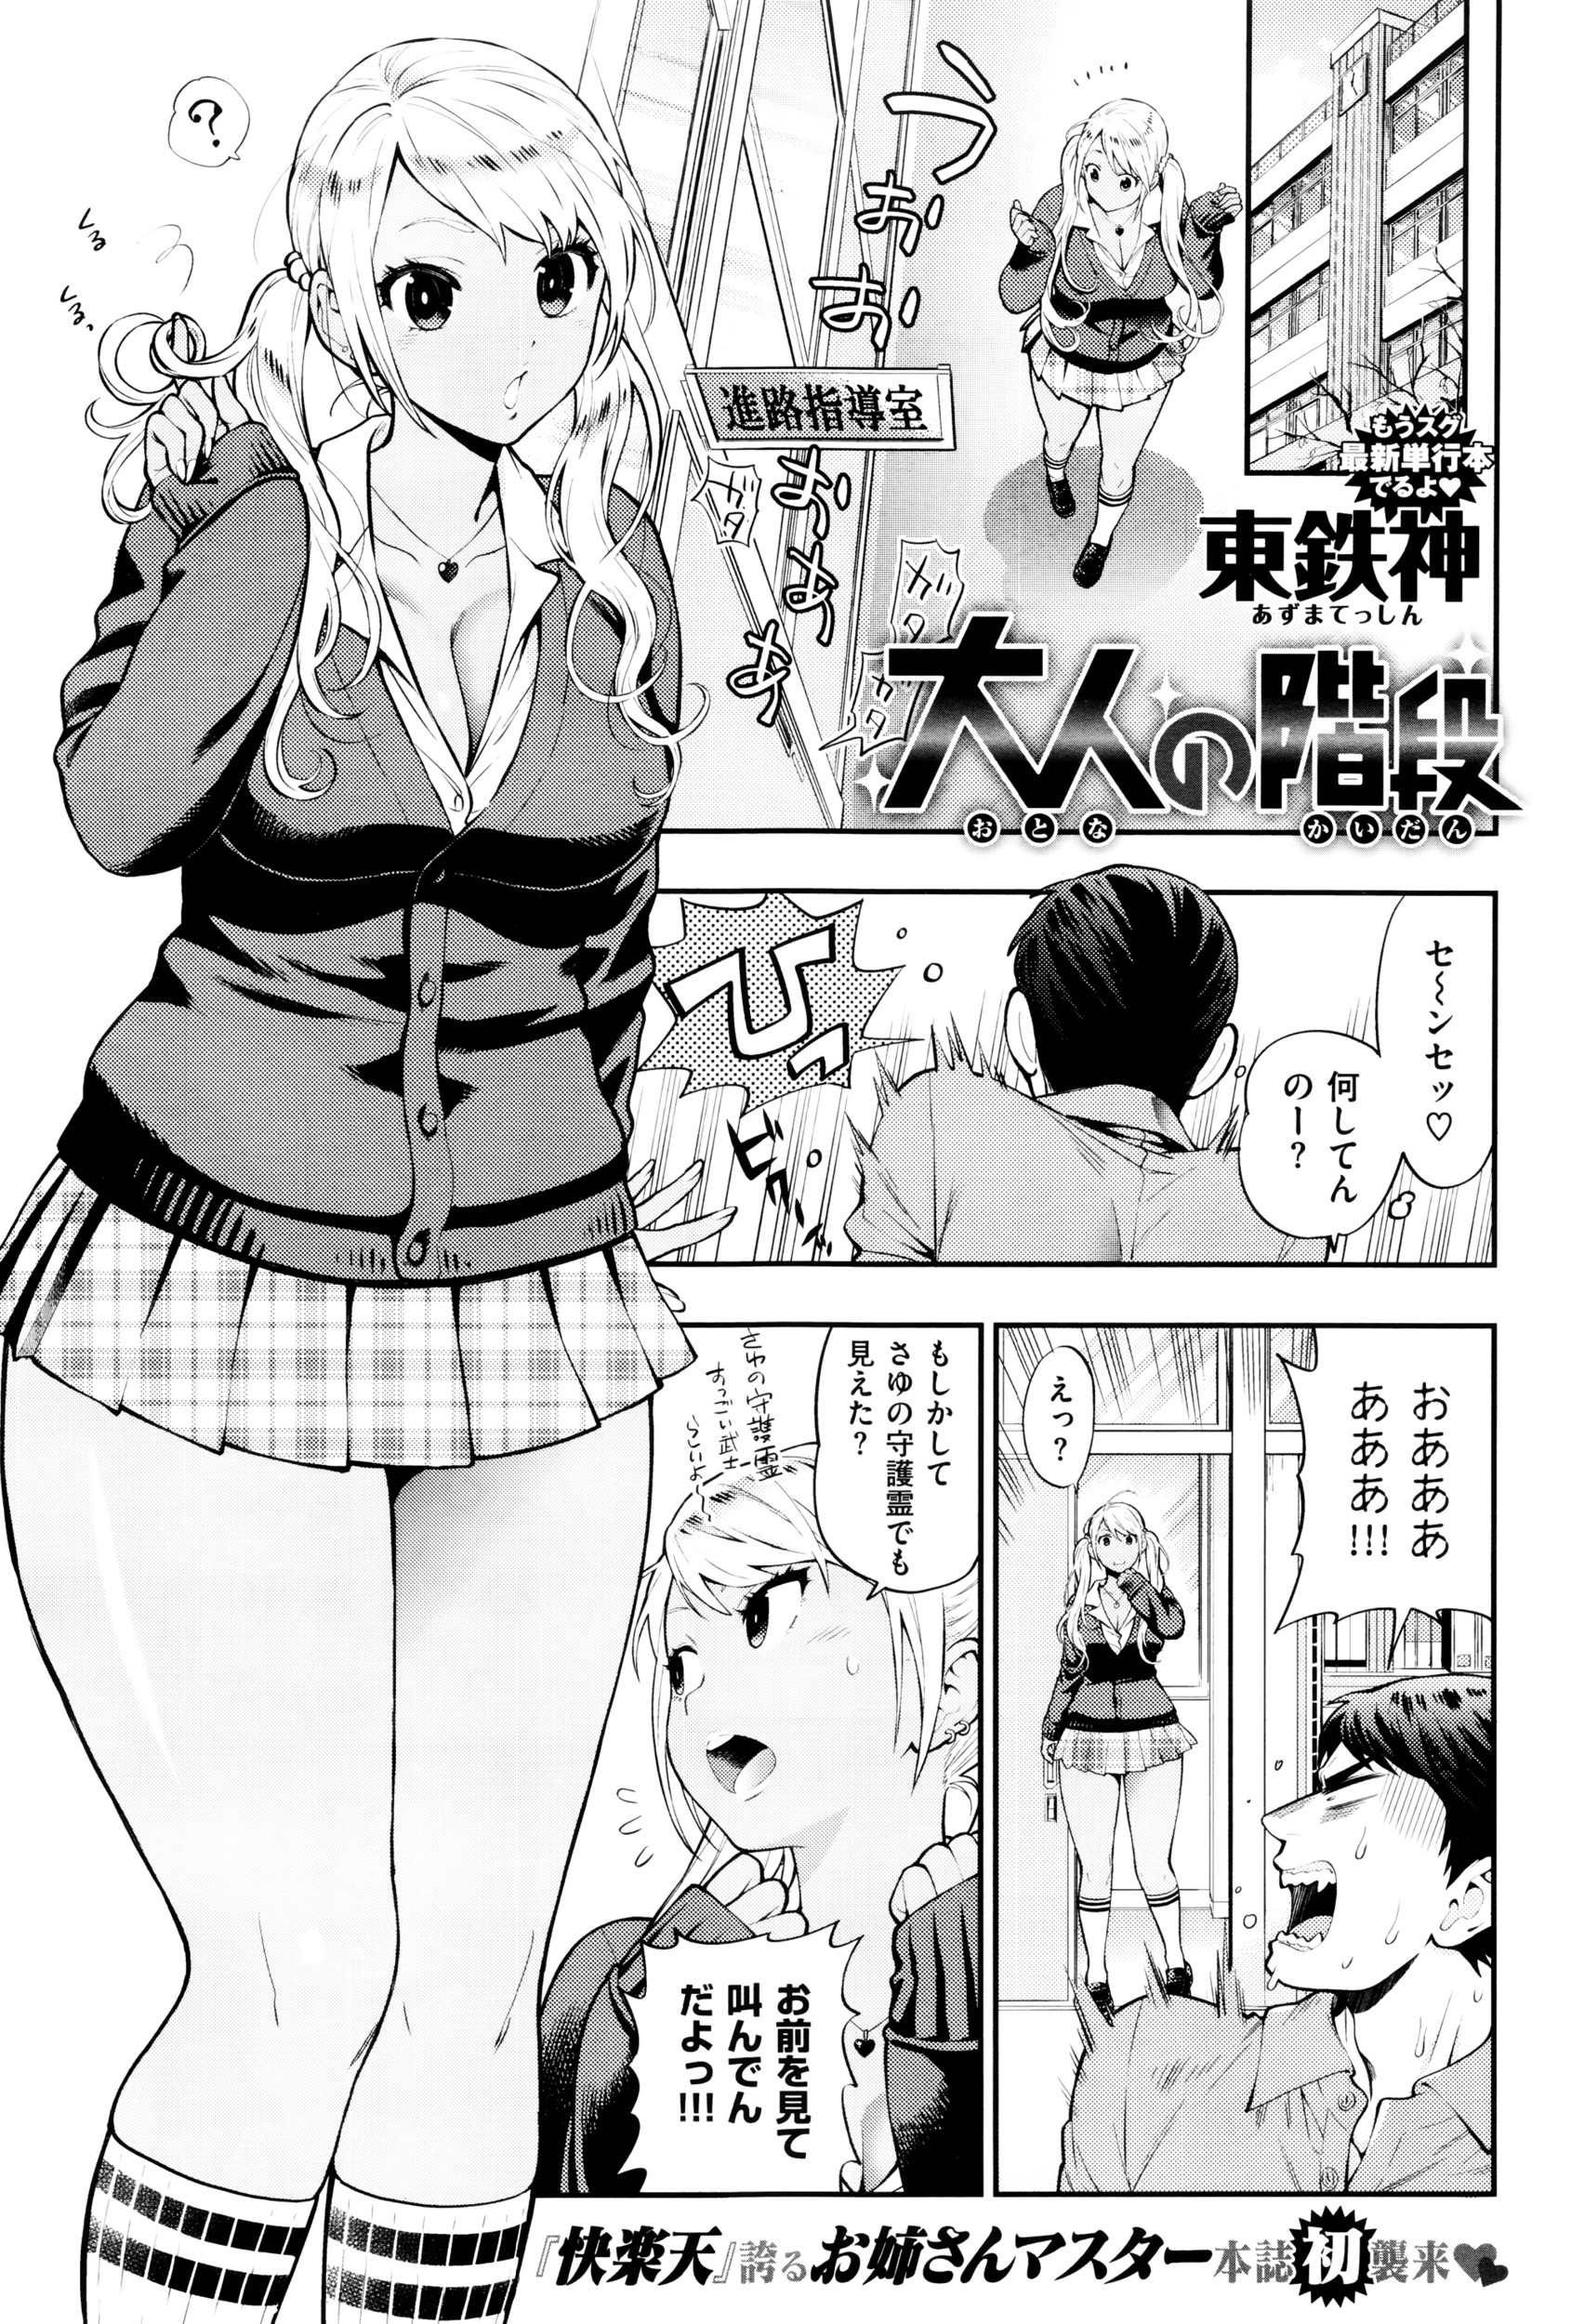 うおおおおああぁ
進路指導室
ガタ
ガタ
ガタ
もうスグ
最新単行本
でるよ♥
東鉄神
あずまてっしん
大人の階段
おとな
かいだん
?
くる
くる、
セ〜ンセッ♡
何してん
のー?
ひっ
ビクッ
おあああ
あああぁ!!!
えっ?
もしかして
さゆの守護霊でも
見えた?
さゆの守護霊
すっごい武士
らしいよ〜
お前を見て
叫んでん
だよっ!!!
『快楽天』誇るお姉さんマスター本誌初襲来♥